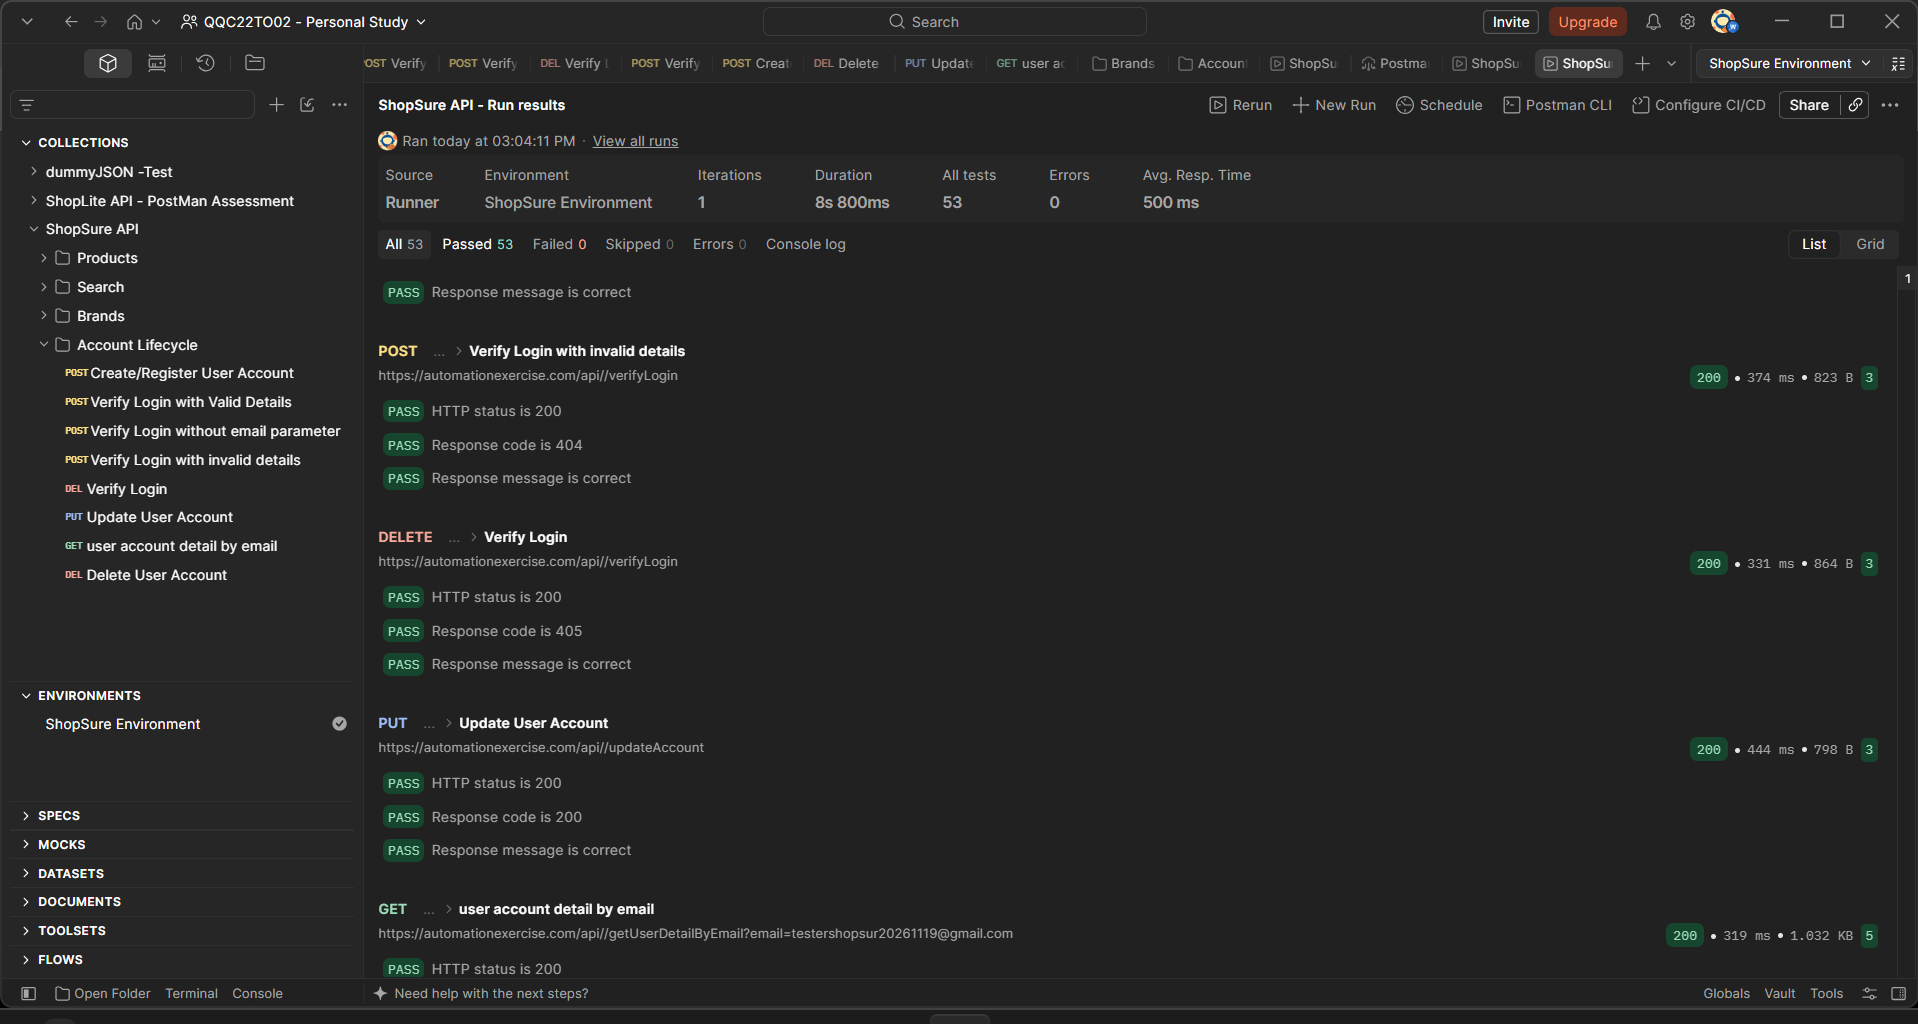 QQC22TO02 - Personal Study
Search
Invite
Upgrade
OST Verify
POST Verify
DEL Verify L
POST Verify
POST Creat
DEL Delete
PUT Update
GET user ac
Brands
Account
ShopSu
Postma
ShopSu
ShopSu
ShopSure Environment
ShopSure API - Run results
Rerun
New Run
Schedule
Postman CLI
Configure CI/CD
Share
Ran today at 03:04:11 PM · View all runs
Source Environment Iterations Duration All tests Errors Avg. Resp. Time
Runner ShopSure Environment 1 8s 800ms 53 0 500 ms
All 53 Passed 53 Failed 0 Skipped 0 Errors 0 Console log
List Grid
1
COLLECTIONS
dummyJSON -Test
ShopLite API - PostMan Assessment
ShopSure API
Products
Search
Brands
Account Lifecycle
POST Create/Register User Account
POST Verify Login with Valid Details
POST Verify Login without email parameter
POST Verify Login with invalid details
DEL Verify Login
PUT Update User Account
GET user account detail by email
DEL Delete User Account
ENVIRONMENTS
ShopSure Environment
SPECS
MOCKS
DATASETS
DOCUMENTS
TOOLSETS
FLOWS
PASS Response message is correct
POST ... > Verify Login with invalid details
https://automationexercise.com/api//verifyLogin
200 • 374 ms • 823 B 3
PASS HTTP status is 200
PASS Response code is 404
PASS Response message is correct
DELETE ... > Verify Login
https://automationexercise.com/api//verifyLogin
200 • 331 ms • 864 B 3
PASS HTTP status is 200
PASS Response code is 405
PASS Response message is correct
PUT ... > Update User Account
https://automationexercise.com/api//updateAccount
200 • 444 ms • 798 B 3
PASS HTTP status is 200
PASS Response code is 200
PASS Response message is correct
GET ... > user account detail by email
https://automationexercise.com/api//getUserDetailByEmail?email=testershopsur20261119@gmail.com
200 • 319 ms • 1.032 KB 5
PASS HTTP status is 200
Open Folder Terminal Console
Need help with the next steps?
Globals Vault Tools